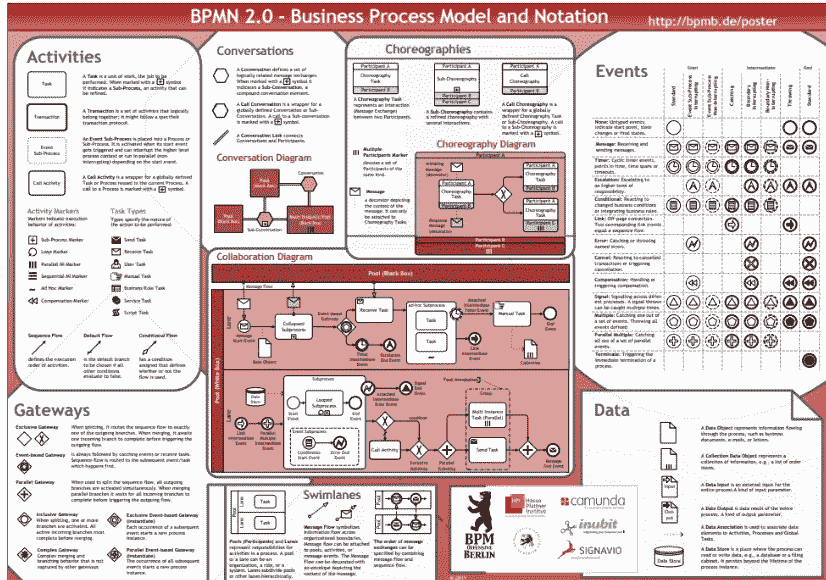 BPMN 2.0 - Business Process Model and Notation
http://bpmb.de/poster
Activities
Task
A Task is a unit of work, the job to be
performed. When marked with a symbol
it indicates a Sub-Process, an activity that can
be refined.
Transaction
A Transaction is a set of activities that logically
belong together; it might follow a specified
transaction protocol.
Event
Sub-Process
An Event Sub-Process is placed into a Process or
Sub-Process. It is activated when its start event
gets triggered and can interrupt the higher level
process context or run in parallel (non-
interrupting) depending on the start event.
Call Activity
A Call Activity is a wrapper for a globally defined
Task or Process reused in the current Process. A
call to a Process is marked with a symbol.
Activity Markers
Markers indicate execution
behavior of activities:
Sub-Process Marker
Loop Marker
Parallel MI Marker
Sequential MI Marker
Ad Hoc Marker
Compensation Marker
Task Types
Types specify the nature of
the action to be performed:
Send Task
Receive Task
User Task
Manual Task
Business Rule Task
Service Task
Script Task
Sequence Flow
defines the execution
order of activities.
Default Flow
is the default branch
to be chosen if all
other conditions
evaluate to false.
Conditional Flow
has a condition
assigned that defines
whether or not the
flow is used.
Conversations
A Conversation defines a set of
logically related message exchanges.
When marked with a symbol it
indicates a Sub-Conversation, a
compound conversation element.
A Call Conversation is a wrapper for a
globally defined Conversation or Sub-
Conversation. A call to a Sub-Conversation
is marked with a symbol.
A Conversation Link connects
Conversations and Participants.
Conversation Diagram
Conversation
Pool
(Black Box)
Sub-Conversation
Multi Instance Pool
(Black Box)
Choreographies
Participant A
Choreography
Task
Participant B
A Choreography Task
represents an Interaction
(Message Exchange)
between two Participants.
Participant A
Sub-Choreography
Participant B
Participant C
A Sub-Choreography contains
a refined choreography with
several Interactions.
Participant A
Call
Choreography
Participant B
A Call Choreography is a
wrapper for a globally
defined Choreography Task
or Sub-Choreography. A call
to a Sub-Choreography is
marked with a symbol.
Multiple
Participants Marker
denotes a set of
Participants of the
same kind.
Message
a decorator depicting
the content of the
message. It can only
be attached to
Choreography Tasks.
Choreography Diagram
Initiating
Message
(decorator)
Response
Message
(decorator)
Collaboration Diagram
Pool (Black Box)
Pool (White Box)
Lane
Message Flow
Message
Start Event
Data Object
Collapsed
Subprocess
Event-based
Gateway
Receive Task
Timer
Intermediate
Event
Escalation
End Event
Ad-hoc Subprocess
Task
Task
Attached
Intermediate
Timer Event
Manual Task
End
Event
Link
Intermediate
Event
Collection
Lane
Data
Store
Link
Intermediate
Event
Parallel
Multiple
Intermediate
Event
Subprocess
Start
Event
Looped
Subprocess
End
Event
Event Subprocess
Conditional
Start Event
Error End
Event
Attached
Intermediate
Error Event
Signal
End
Event
Call Activity
condition
Exclusive
Gateway
Parallel
Gateway
Multi Instance
Task (Parallel)
Send Task
Message
End Event
Events
Start
Intermediate
End
Standard
Event Sub-Process
Interrupting
Event Sub-Process
Non-Interrupting
Catching
Boundary
Interrupting
Boundary Non-
Interrupting
Throwing
Standard
None: Untyped events,
indicate start point, state
changes or final states.
Message: Receiving and
sending messages.
Timer: Cyclic timer events,
points in time, time spans or
timeouts.
Escalation: Escalating to
an higher level of
responsibility.
Conditional: Reacting to
changed business conditions
or integrating business rules.
Link: Off-page connectors.
Two corresponding link events
equal a sequence flow.
Error: Catching or throwing
named errors.
Cancel: Reacting to cancelled
transactions or triggering
cancellation.
Compensation: Handling or
triggering compensation.
Signal: Signalling across different
processes. A signal thrown
can be caught multiple times.
Multiple: Catching one out of
a set of events. Throwing all
events defined
Parallel Multiple: Catching
all out of a set of parallel
events.
Terminate: Triggering the
immediate termination of a
process.
Gateways
Exclusive Gateway
When splitting, it routes the sequence flow to exactly
one of the outgoing branches. When merging, it awaits
one incoming branch to complete before triggering the
outgoing flow.
Event-based Gateway
is always followed by catching events or receive tasks.
Sequence flow is routed to the subsequent event/task
which happens first.
Parallel Gateway
When used to split the sequence flow, all outgoing
branches are activated simultaneously. When merging
parallel branches it waits for all incoming branches to
complete before triggering the outgoing flow.
Inclusive Gateway
When splitting, one or more
branches are activated. All
active incoming branches must
complete before merging.
Exclusive Event-based Gateway
(Instantiate)
Each occurrence of a subsequent
event starts a new process
instance.
Complex Gateway
Complex merging and
branching behavior that is not
captured by other gateways.
Parallel Event-based Gateway
(Instantiate)
The occurrence of all subsequent
events starts a new process
instance.
Swimlanes
Pool
Lane
Lane
Task
Task
Pools (Participants) and Lanes
represent responsibilities for
activities in a process. A pool
or a lane can be an
organization, a role, or a
system. Lanes subdivide pools
or other lanes hierarchically.
Message Flow symbolizes
information flow across
organizational boundaries.
Message flow can be attached
to pools, activities, or
message events. The Message
Flow can be decorated with
an envelope depicting the
content of the message.
Pool
Pool
The order of message
exchanges can be
specified by combining
message flow and
sequence flow.
BPM
OFFENSIVE
BERLIN
Hasso
Plattner
Institut
camunda
inubit
SIGNAVIO
Data
A Data Object represents information flowing
through the process, such as business
documents, e-mails, or letters.
A Collection Data Object represents a
collection of information, e.g., a list of order
items.
Input
A Data Input is an external input for the
entire process. A kind of input parameter.
Output
A Data Output is data result of the entire
process. A kind of output parameter.
A Data Association is used to associate data
elements to Activities, Processes and Global
Tasks.
Data Store
A Data Store is a place where the process can
read or write data, e.g., a database or a filing
cabinet. It persists beyond the lifetime of the
process instance.